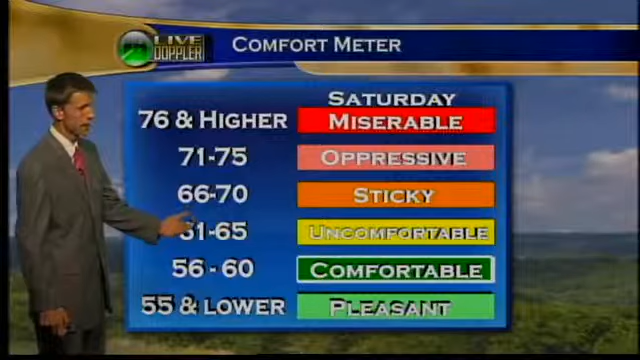 LIVE
DOPPLER
COMFORT METER
SATURDAY
76 & HIGHER MISERABLE
71-75 OPPRESSIVE
66-70 STICKY
61-65 UNCOMFORTABLE
56 - 60 COMFORTABLE
55 & LOWER PLEASANT